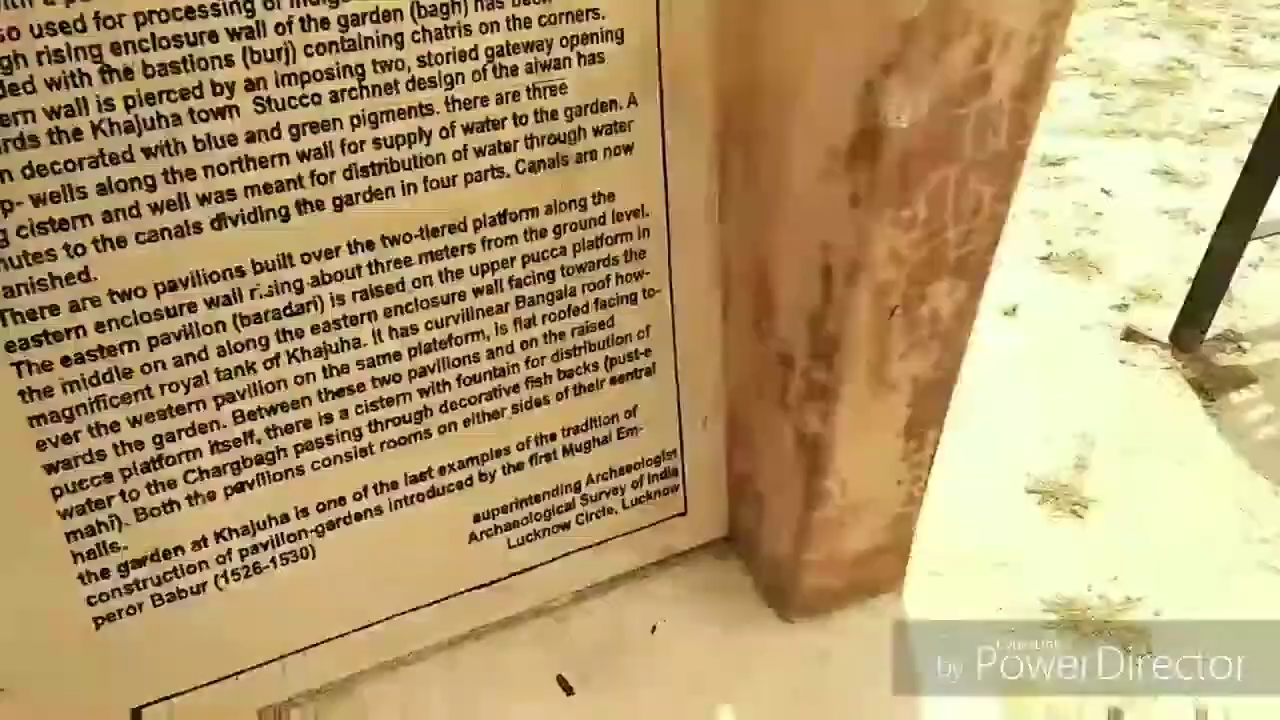 so used for processing of
gh rising enclosure wall of the garden (bagh) has
ded with the bastions (burj) containing chatris on the corners.
ern wall is pierced by an imposing two, storied gateway opening
rds the Khajuha town Stucco archnet design of the aiwan has
n decorated with blue and green pigments. there are three
p- wells along the northern wall for supply of water to the garden. A
g cistern and well was meant for distribution of water through water
hutes to the canals dividing the garden in four parts. Canals are now
anished.
There are two pavilions built over the two-tiered platform along the
eastern enclosure wall rising about three meters from the ground level.
The eastern pavilion (baradari) is raised on the upper pucca platform in
the middle on and along the eastern enclosure wall facing towards the
magnificent royal tank of Khajuha. it has curvilinear Bangala roof how-
ever the western pavilion on the same plateform, is flat roofed facing to-
wards the garden. Between these two pavilions and on the raised
pucca platform itself, there is a cistern with fountain for distribution of
water to the Chargbagh passing through decorative fish backs (pust-e
mahi). Both the pavilions consist rooms on either sides of their sentral
halls.
the garden at Khajuha is one of the last examples of the tradition of
construction of pavilion-gardens introduced by the first Mughal Em-
peror Babur (1526-1530)
superintending Archaeologist
Archaeological Survey of India
Lucknow Circle, Lucknow
by PowerDirector